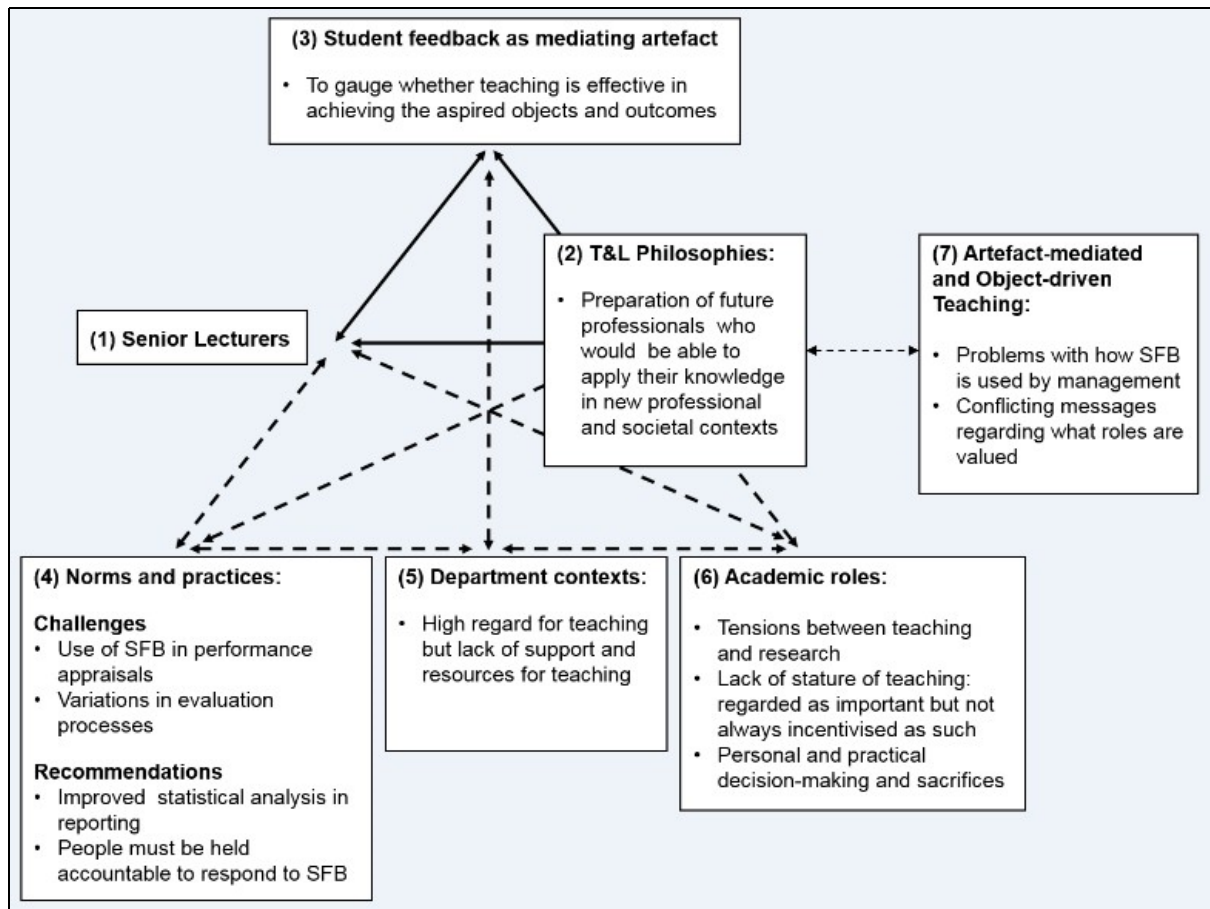 (3) Student feedback as mediating artefact
• To gauge whether teaching is effective in
achieving the aspired objects and outcomes
(2) T&L Philosophies:
• Preparation of future
professionals who
would be able to
apply their knowledge
in new professional
and societal contexts
(7) Artefact-mediated
and Object-driven
Teaching:
• Problems with how SFB
is used by management
• Conflicting messages
regarding what roles are
valued
(1) Senior Lecturers
(4) Norms and practices:
Challenges
• Use of SFB in performance
appraisals
• Variations in evaluation
processes
Recommendations
• Improved statistical analysis in
reporting
• People must be held
accountable to respond to SFB
(5) Department contexts:
• High regard for teaching
but lack of support and
resources for teaching
(6) Academic roles:
• Tensions between teaching
and research
• Lack of stature of teaching:
regarded as important but not
always incentivised as such
• Personal and practical
decision-making and sacrifices